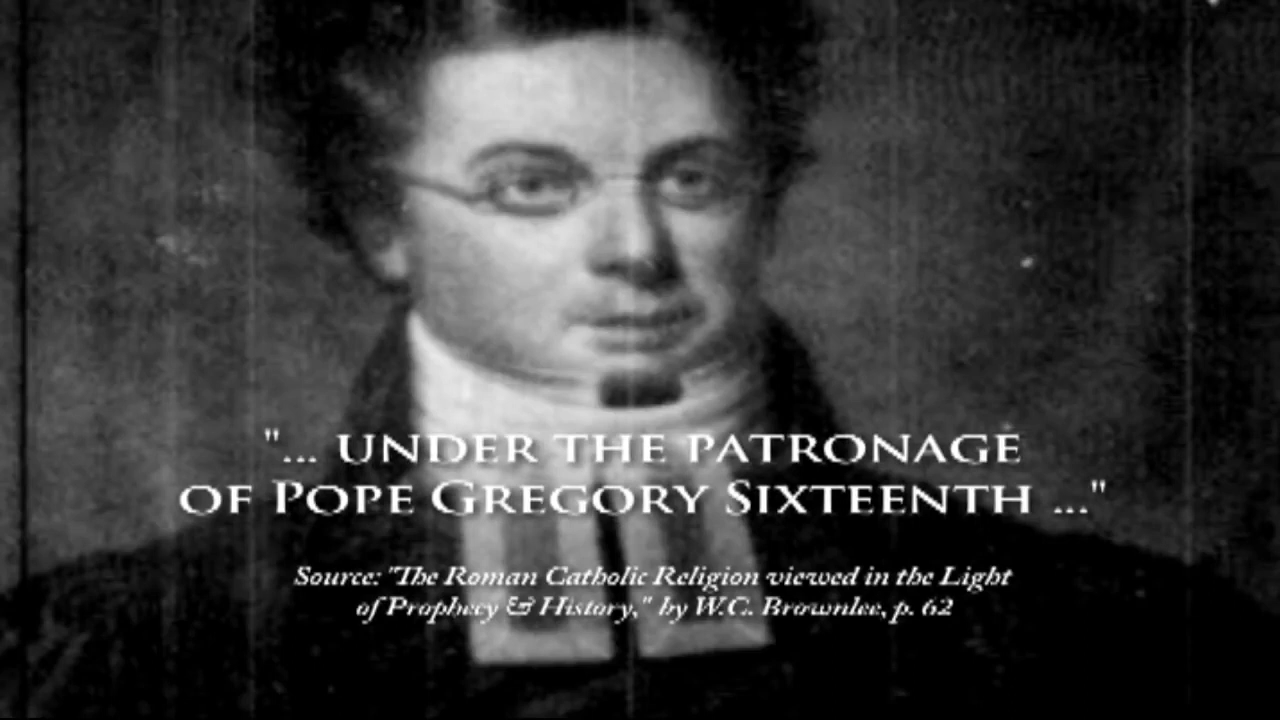 "... UNDER THE PATRONAGE
OF POPE GREGORY SIXTEENTH ..."
Source: "The Roman Catholic Religion viewed in the Light
of Prophecy & History," by W.C. Brownlee, p. 62